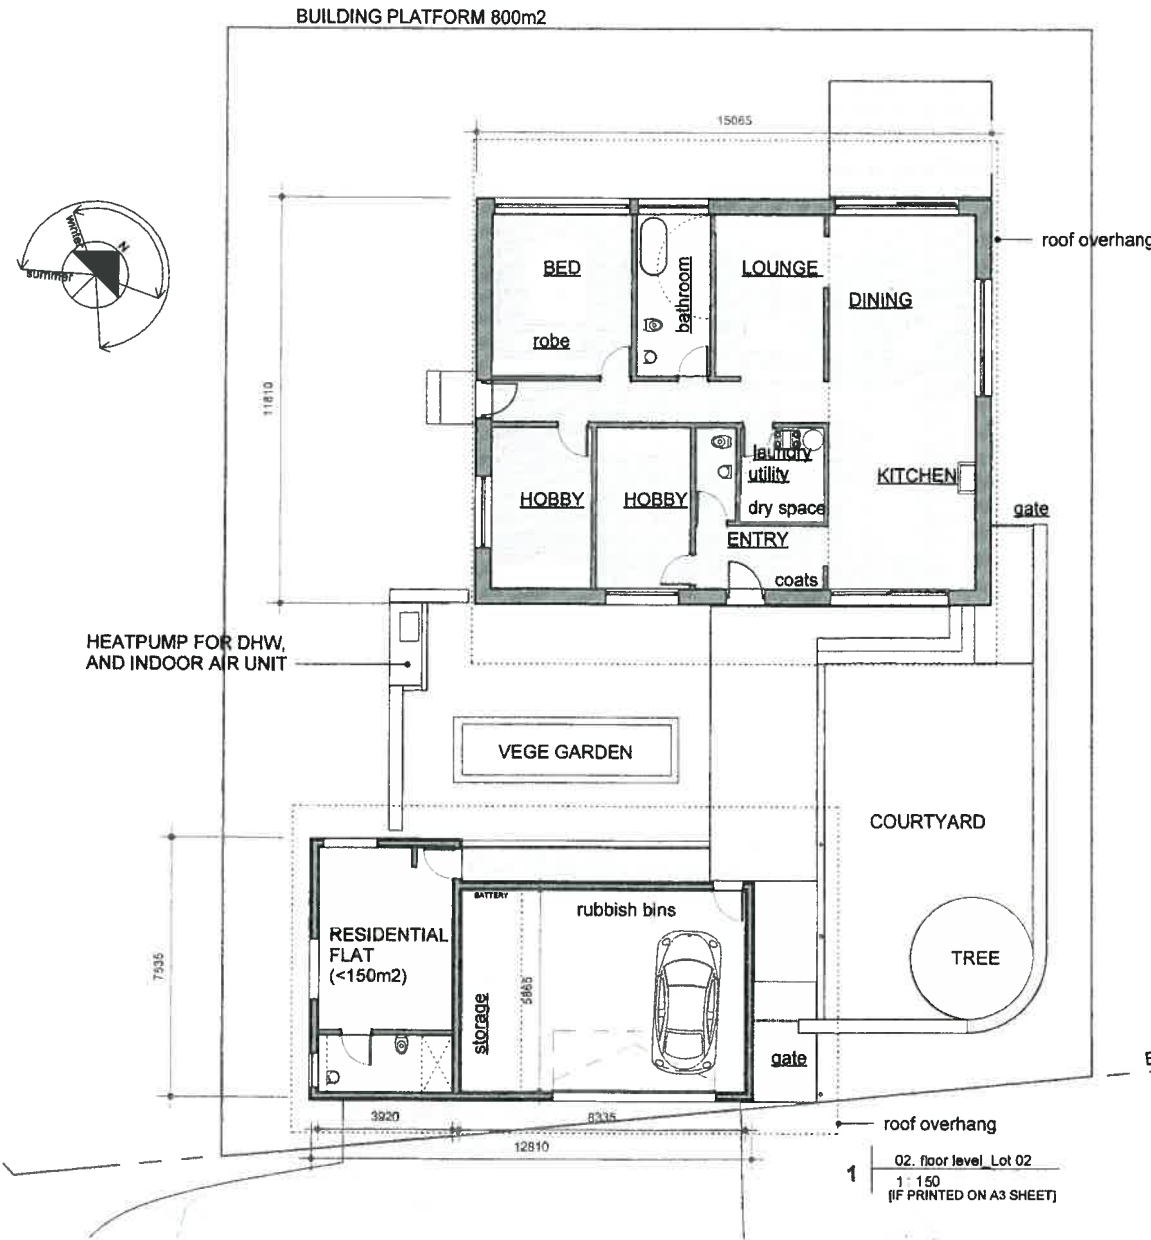 BUILDING PLATFORM 800m2
15065
winter
N
summer
roof overhang
BED
LOUNGE
DINING
bathroom
robe
11810
laundry
utility
KITCHEN
HOBBY
HOBBY
dry space
gate
ENTRY
coats
HEATPUMP FOR DHW,
AND INDOOR AIR UNIT
VEGE GARDEN
COURTYARD
BATTERY
rubbish bins
RESIDENTIAL
FLAT
(<150m2)
7535
5865
storage
TREE
gate
E
3920
8335
12810
roof overhang
1
02. floor level_Lot 02
1 : 150
[IF PRINTED ON A3 SHEET]